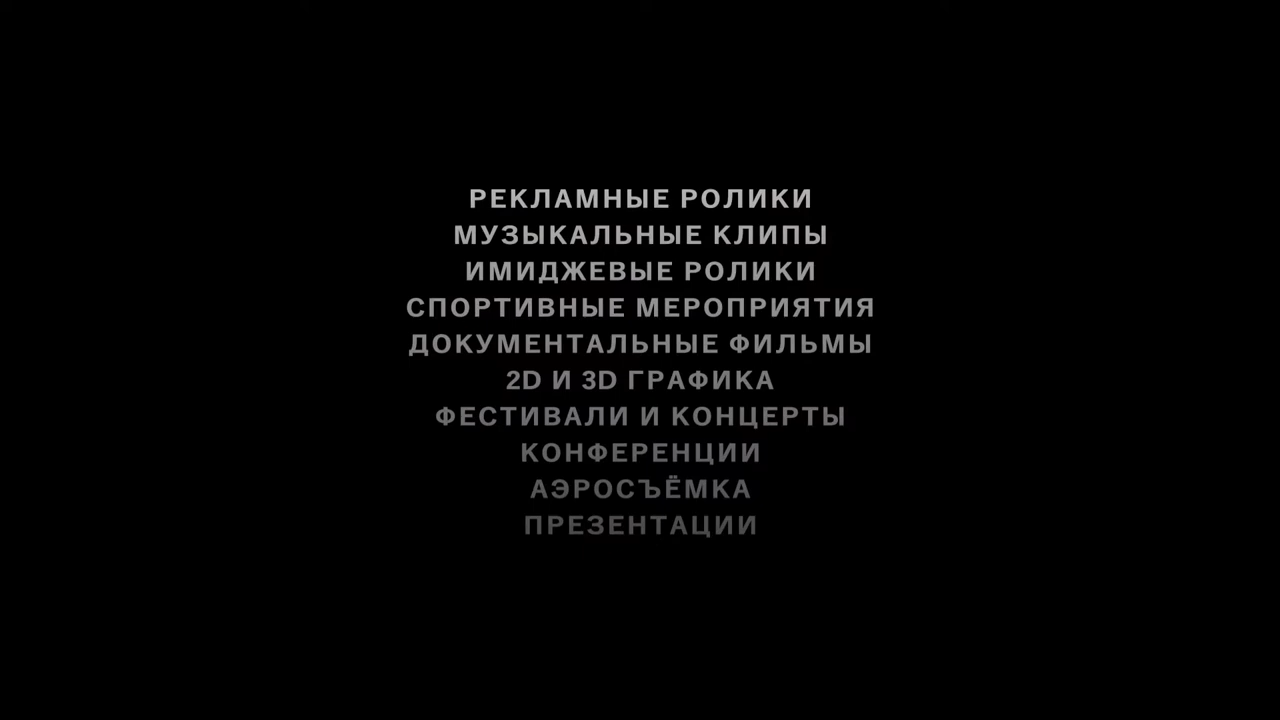 РЕКЛАМНЫЕ РОЛИКИ
МУЗЫКАЛЬНЫЕ КЛИПЫ
ИМИДЖЕВЫЕ РОЛИКИ
СПОРТИВНЫЕ МЕРОПРИЯТИЯ
ДОКУМЕНТАЛЬНЫЕ ФИЛЬМЫ
2D И 3D ГРАФИКА
ФЕСТИВАЛИ И КОНЦЕРТЫ
КОНФЕРЕНЦИИ
АЭРОСЪЁМКА
ПРЕЗЕНТАЦИИ